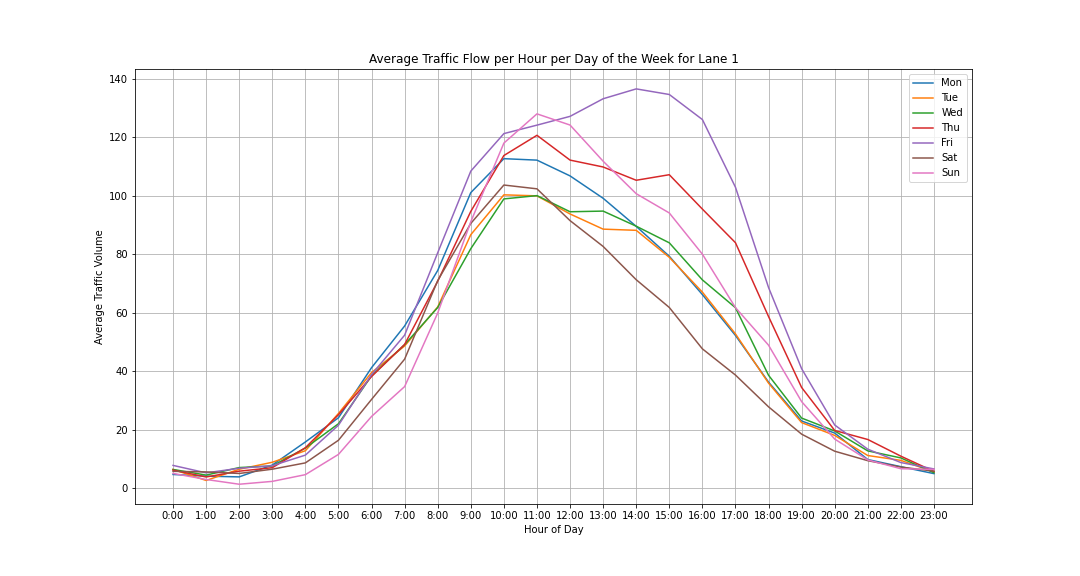 Average Traffic Flow per Hour per Day of the Week for Lane 1
Average Traffic Volume
140
120
100
80
60
40
20
0
Mon
Tue
Wed
Thu
Fri
Sat
Sun
0:00 1:00 2:00 3:00 4:00 5:00 6:00 7:00 8:00 9:00 10:00 11:00 12:00 13:00 14:00 15:00 16:00 17:00 18:00 19:00 20:00 21:00 22:00 23:00
Hour of Day